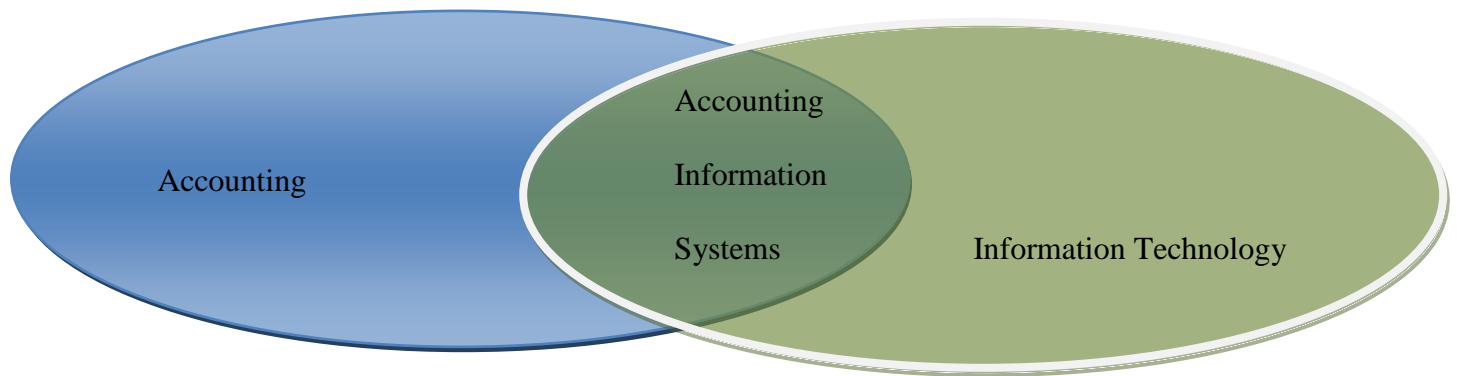 Accounting
Accounting
Information
Systems
Information Technology